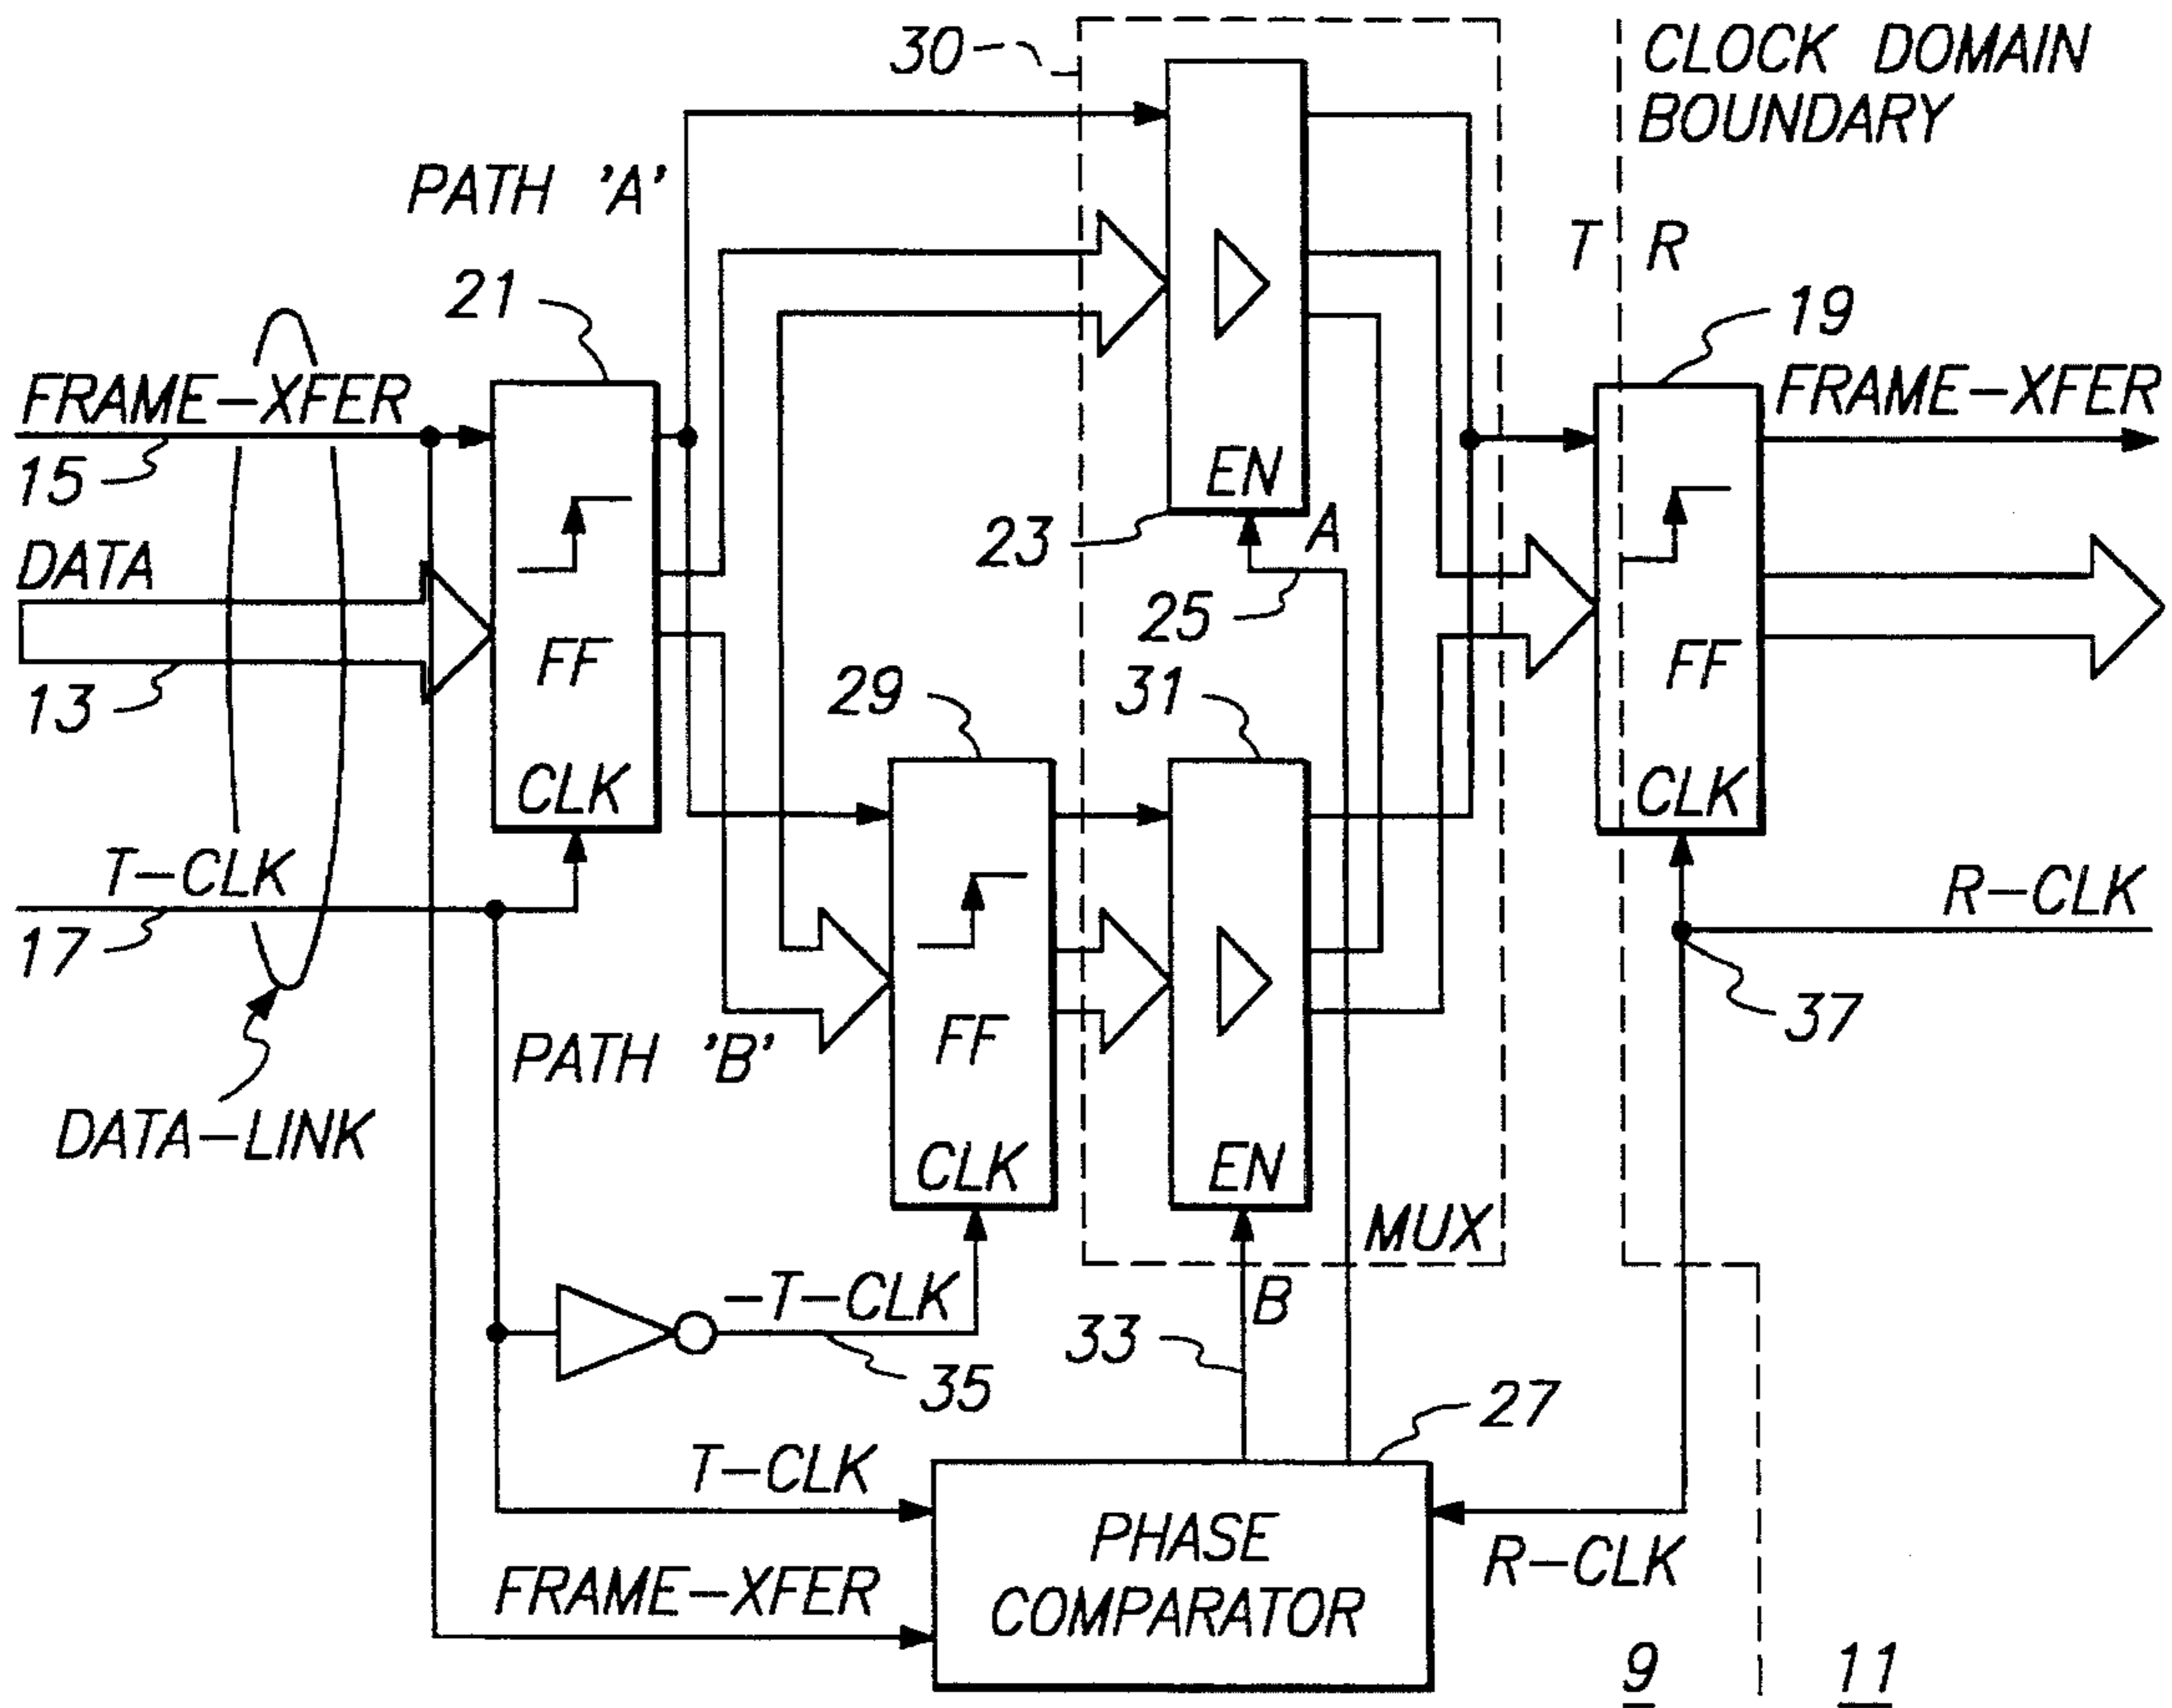 30
CLOCK DOMAIN
BOUNDARY
PATH 'A'
T R
21
19
FRAME-XFER
FRAME-XFER
15
EN
A
23
DATA
25
FF
FF
13
29
31
CLK
CLK
T-CLK
R-CLK
17
37
FF
PATH 'B'
DATA-LINK
CLK
EN
MUX
-T-CLK
B
33
35
27
T-CLK
PHASE
COMPARATOR
R-CLK
FRAME-XFER
9
11